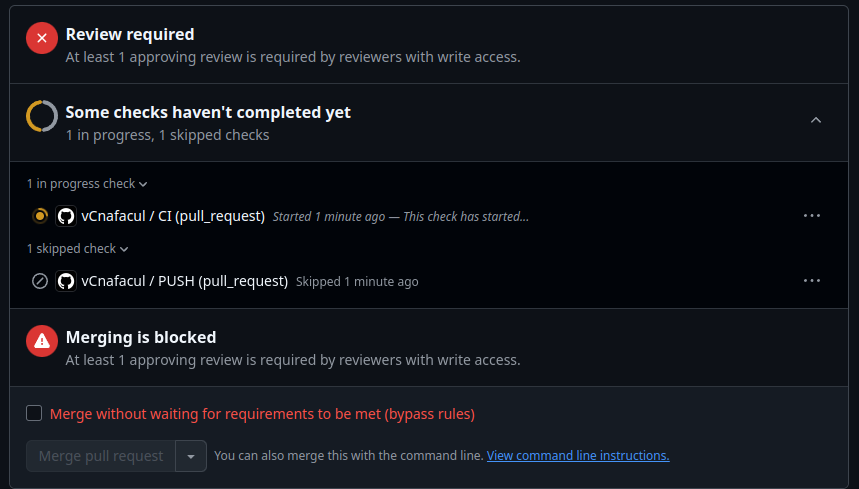 Review required
At least 1 approving review is required by reviewers with write access.
Some checks haven't completed yet
1 in progress, 1 skipped checks
1 in progress check
vCnafacul / CI (pull_request) Started 1 minute ago — This check has started...
1 skipped check
vCnafacul / PUSH (pull_request) Skipped 1 minute ago
Merging is blocked
At least 1 approving review is required by reviewers with write access.
Merge without waiting for requirements to be met (bypass rules)
Merge pull request You can also merge this with the command line. View command line instructions.